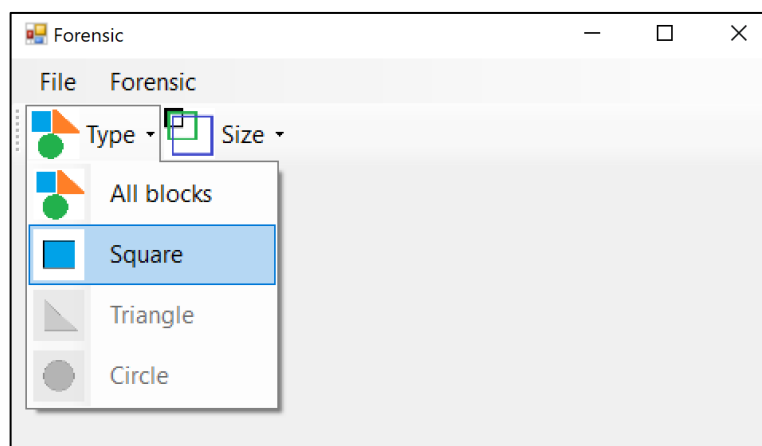 Forensic
File Forensic
Type Size
All blocks
Square
Triangle
Circle